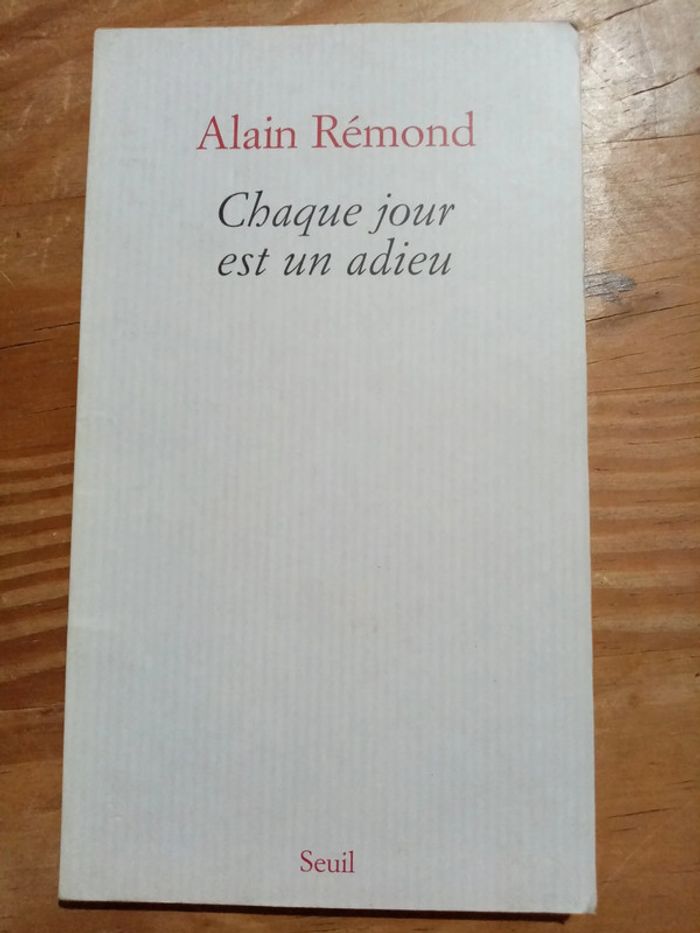 Alain Rémond
Chaque jour
est un adieu
Seuil